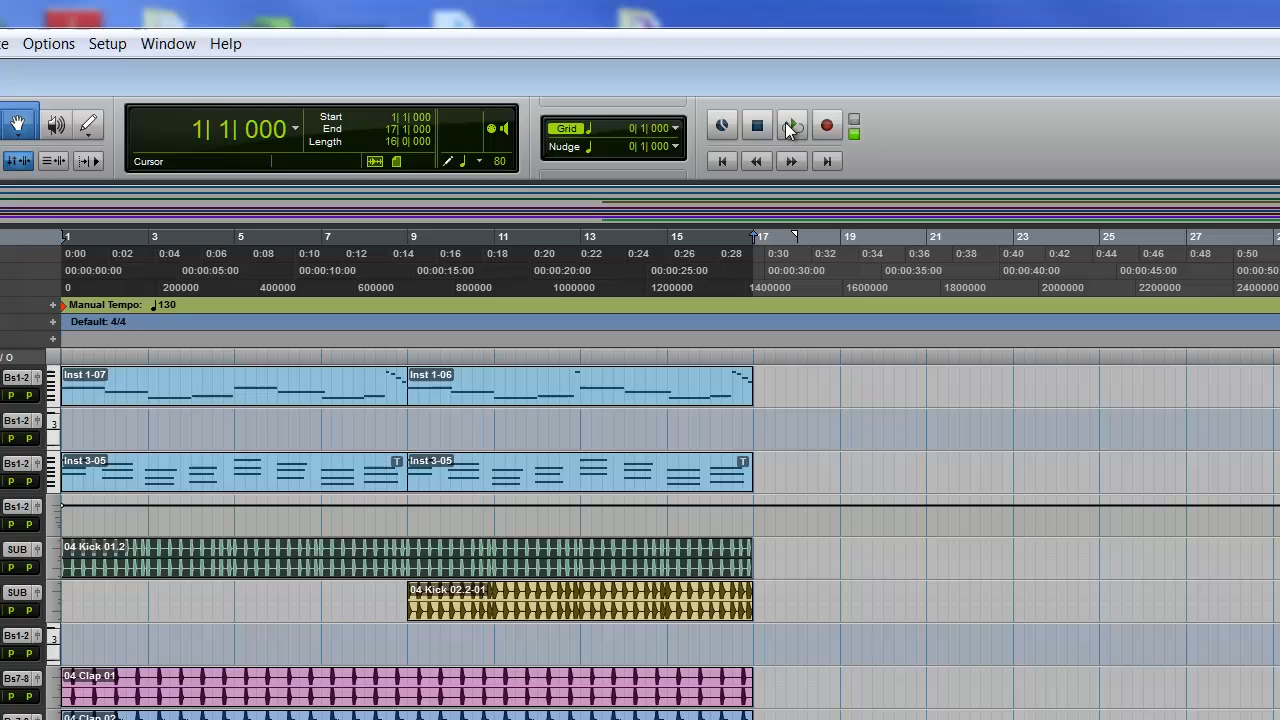 te Options Setup Window Help
1| 1| 000
Start 1| 1| 000
End 17| 1| 000
Length 16| 0| 000
Cursor
80
Grid 0| 1| 000
Nudge 0| 1| 000
1 3 5 7 9 11 13 15 17 19 21 23 25 27
0:00 0:02 0:04 0:06 0:08 0:10 0:12 0:14 0:16 0:18 0:20 0:22 0:24 0:26 0:28 0:30 0:32 0:34 0:36 0:38 0:40 0:42 0:44 0:46 0:48 0:50
00:00:00:00 00:00:05:00 00:00:10:00 00:00:15:00 00:00:20:00 00:00:25:00 00:00:30:00 00:00:35:00 00:00:40:00 00:00:45:00 00:00:50
0 200000 400000 600000 800000 1000000 1200000 1400000 1600000 1800000 2000000 2200000 2400000
+ Manual Tempo: ♩130
+ Default: 4/4
+
/ O
Bs1-2 Inst 1-07 Inst 1-06
p p
Bs1-2 3
p p
Bs1-2 Inst 3-05 T Inst 3-05 T
p p
Bs1-2
p p
SUB 04 Kick 01.2
p p
SUB 04 Kick 02.2-01
p p
Bs1-2 3
p p
Bs7-8 04 Clap 01
p p
04 Clap 02